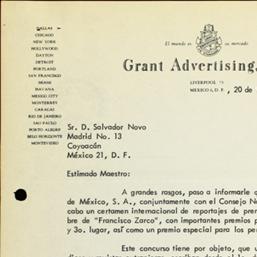 DALLAS
CHICAGO
NEW YORK
HOLLYWOOD
DAYTON
DETROIT
PORTLAND
SAN FRANCISCO
MIAMI
HAVANA
MEXICO CITY
MONTERREY
CARACAS
RIO DE JANEIRO
SAO PAULO
PORTO ALEGRE
BELO HORIZONTE
MONTEVIDEO
El mundo es su mercado
Grant Advertising,
LIVERPOOL
MEXICO 6, D. F. , 20 de
Sr. D. Salvador Novo
Madrid No. 13
Coyoacán
México 21, D. F.
Estimado Maestro:
A grandes rasgos, paso a informarle q
de México, S. A., conjuntamente con el Consejo N
cabo un certamen internacional de reportajes de pren
bre de "Francisco Zarco", con importantes premios p
y 3o. lugar, así como un premio especial para los pe
Este concurso tiene por objeto, que u